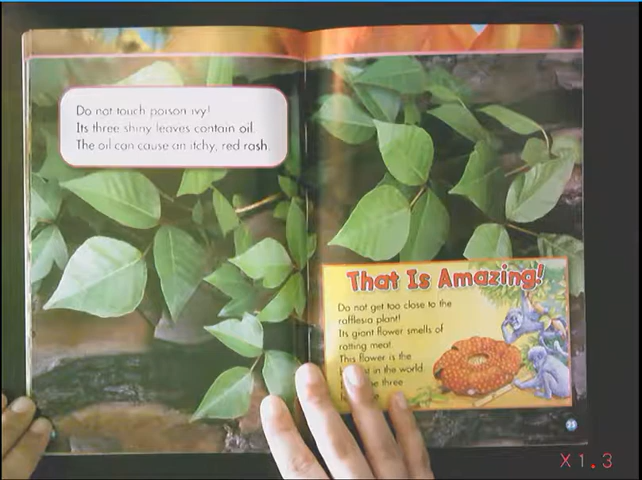 Do not touch poison ivy!
Its three shiny leaves contain oil.
The oil can cause an itchy, red rash.
That Is Amazing!
Do not get too close to the
rafflesia plant!
Its giant flower smells of
rotting meat.
This flower is the
in the world.
three
23
X1.3